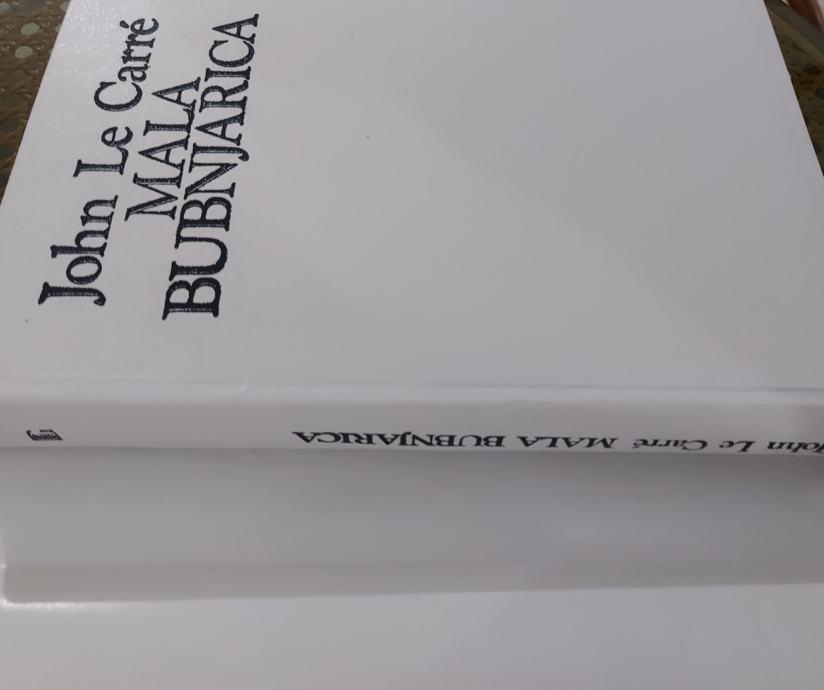 John Le Carré
MALA
BUBNJARICA
John Le Carré MALA BUBNJARICA